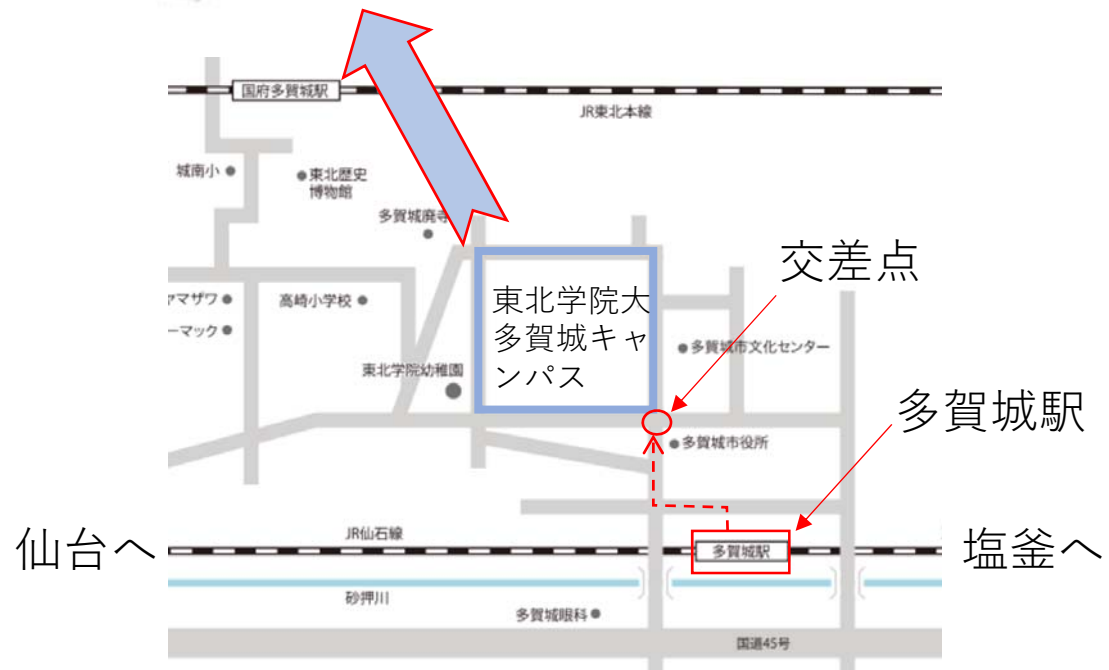 国府多賀城駅
JR東北本線
城南小
東北歴史
博物館
多賀城廃寺
交差点
ヤマザワ
高崎小学校
東北学院大
多賀城キャ
ンパス
ーマック
多賀城市文化センター
東北学院幼稚園
多賀城駅
多賀城市役所
仙台へ
JR仙石線
多賀城駅
塩釜へ
砂押川
多賀城眼科
国道45号